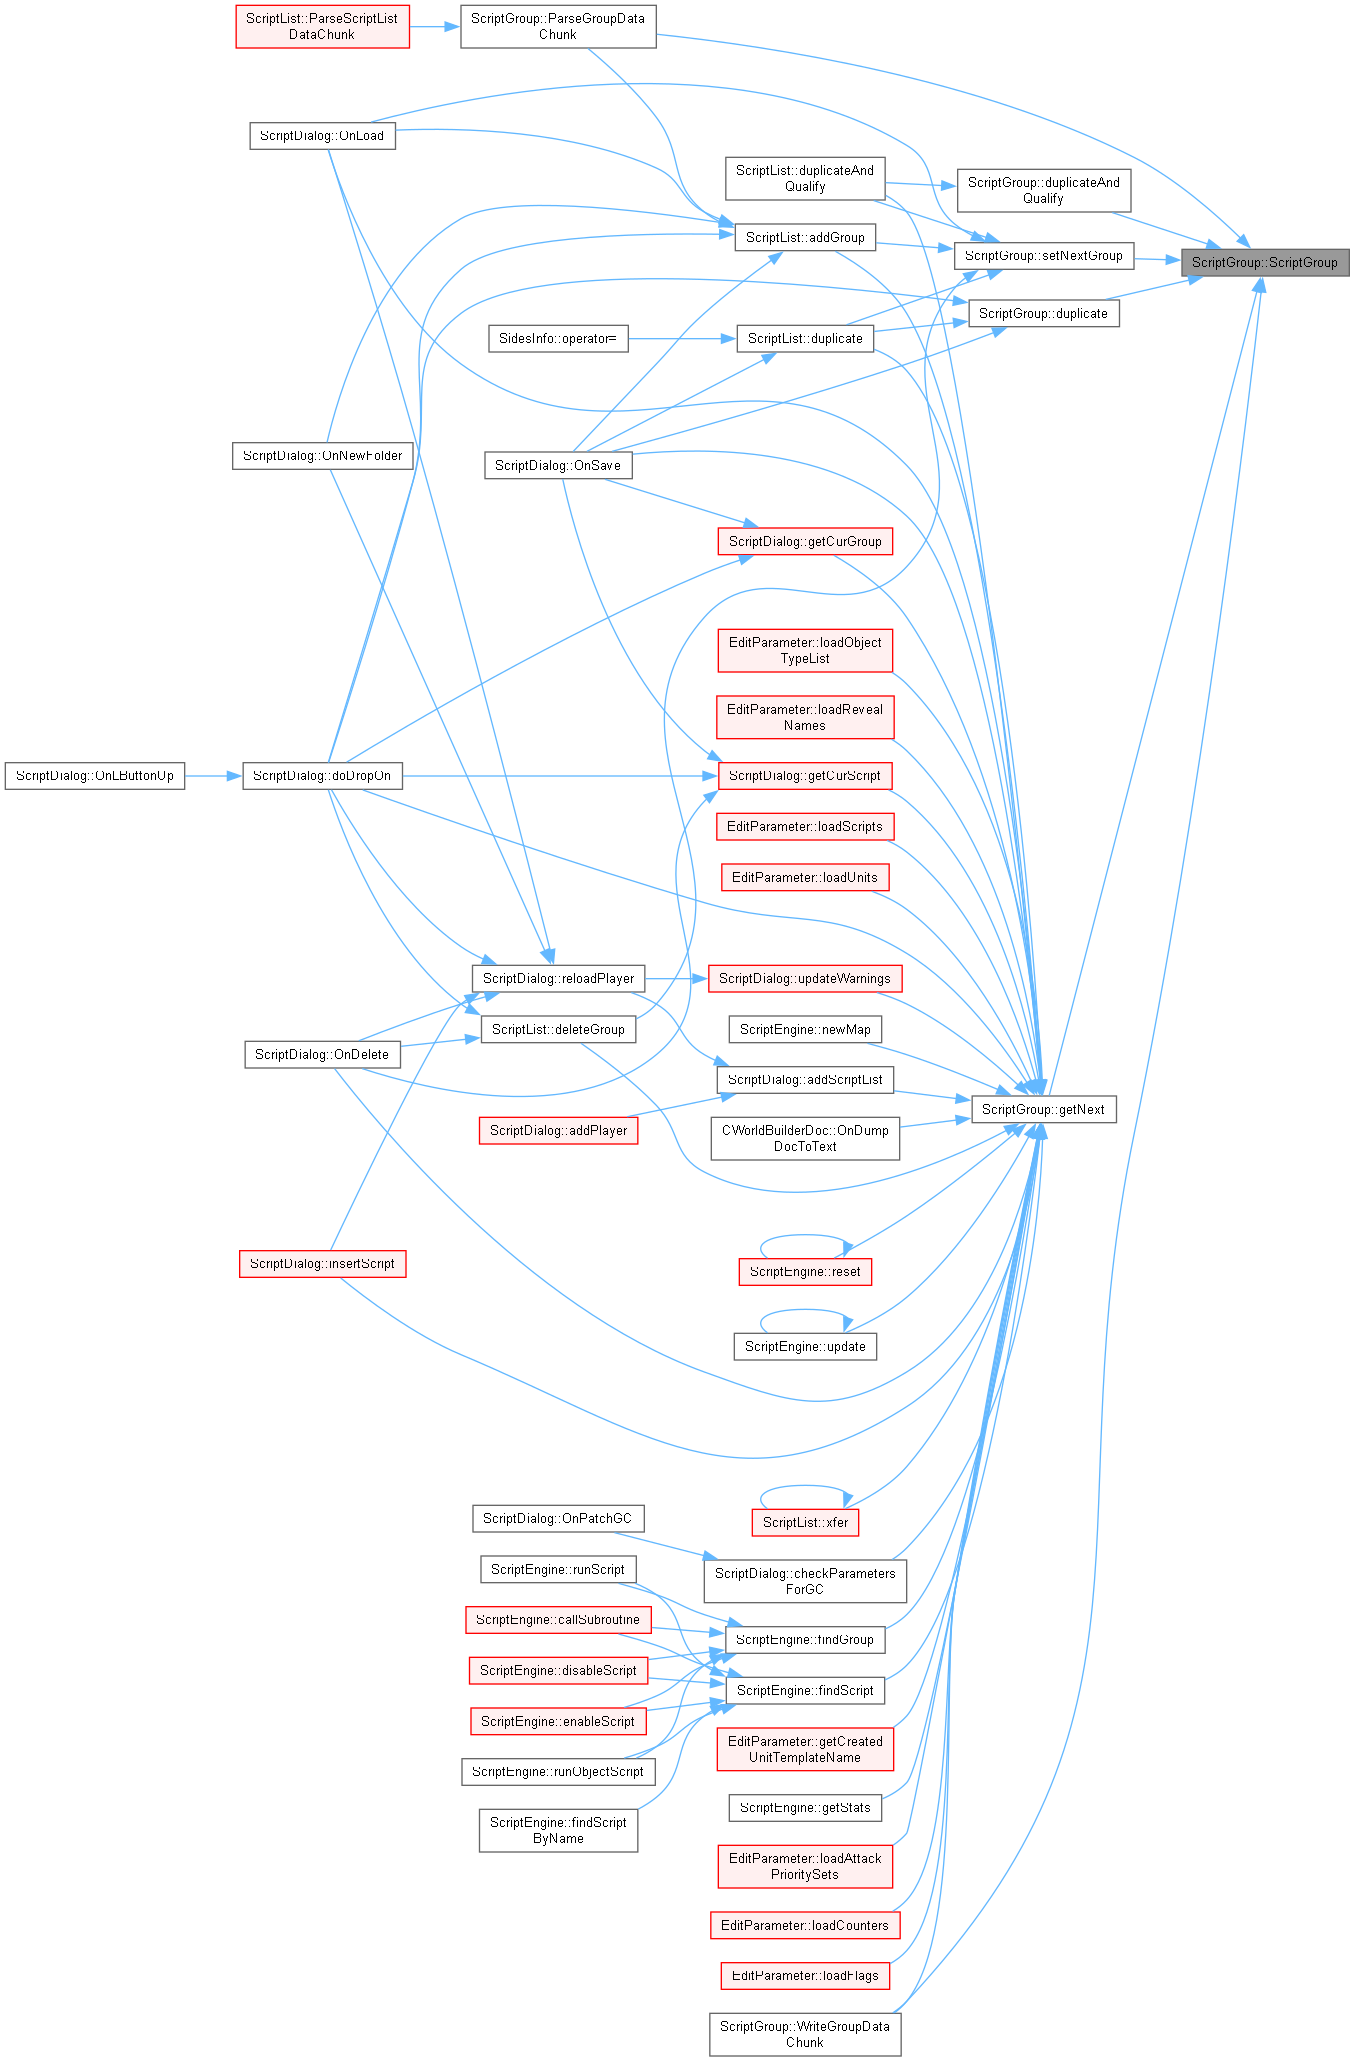 ScriptList::ParseScriptList
DataChunk
ScriptGroup::ParseGroupData
Chunk
ScriptDialog::OnLoad
ScriptList::duplicateAnd
Qualify
ScriptGroup::duplicateAnd
Qualify
ScriptList::addGroup
ScriptGroup::setNextGroup
ScriptGroup::ScriptGroup
ScriptGroup::duplicate
SidesInfo::operator=
ScriptList::duplicate
ScriptDialog::OnNewFolder
ScriptDialog::OnSave
ScriptDialog::getCurGroup
EditParameter::loadObject
TypeList
EditParameter::loadReveal
Names
ScriptDialog::OnLButtonUp
ScriptDialog::doDropOn
ScriptDialog::getCurScript
EditParameter::loadScripts
EditParameter::loadUnits
ScriptDialog::reloadPlayer
ScriptDialog::updateWarnings
ScriptList::deleteGroup
ScriptEngine::newMap
ScriptDialog::OnDelete
ScriptDialog::addScriptList
ScriptGroup::getNext
ScriptDialog::addPlayer
CWorldBuilderDoc::OnDump
DocToText
ScriptDialog::insertScript
ScriptEngine::reset
ScriptEngine::update
ScriptDialog::OnPatchGC
ScriptList::xfer
ScriptEngine::runScript
ScriptDialog::checkParameters
ForGC
ScriptEngine::callSubroutine
ScriptEngine::findGroup
ScriptEngine::disableScript
ScriptEngine::findScript
ScriptEngine::enableScript
EditParameter::getCreated
UnitTemplateName
ScriptEngine::runObjectScript
ScriptEngine::getStats
ScriptEngine::findScript
ByName
EditParameter::loadAttack
PrioritySets
EditParameter::loadCounters
EditParameter::loadFlags
ScriptGroup::WriteGroupData
Chunk